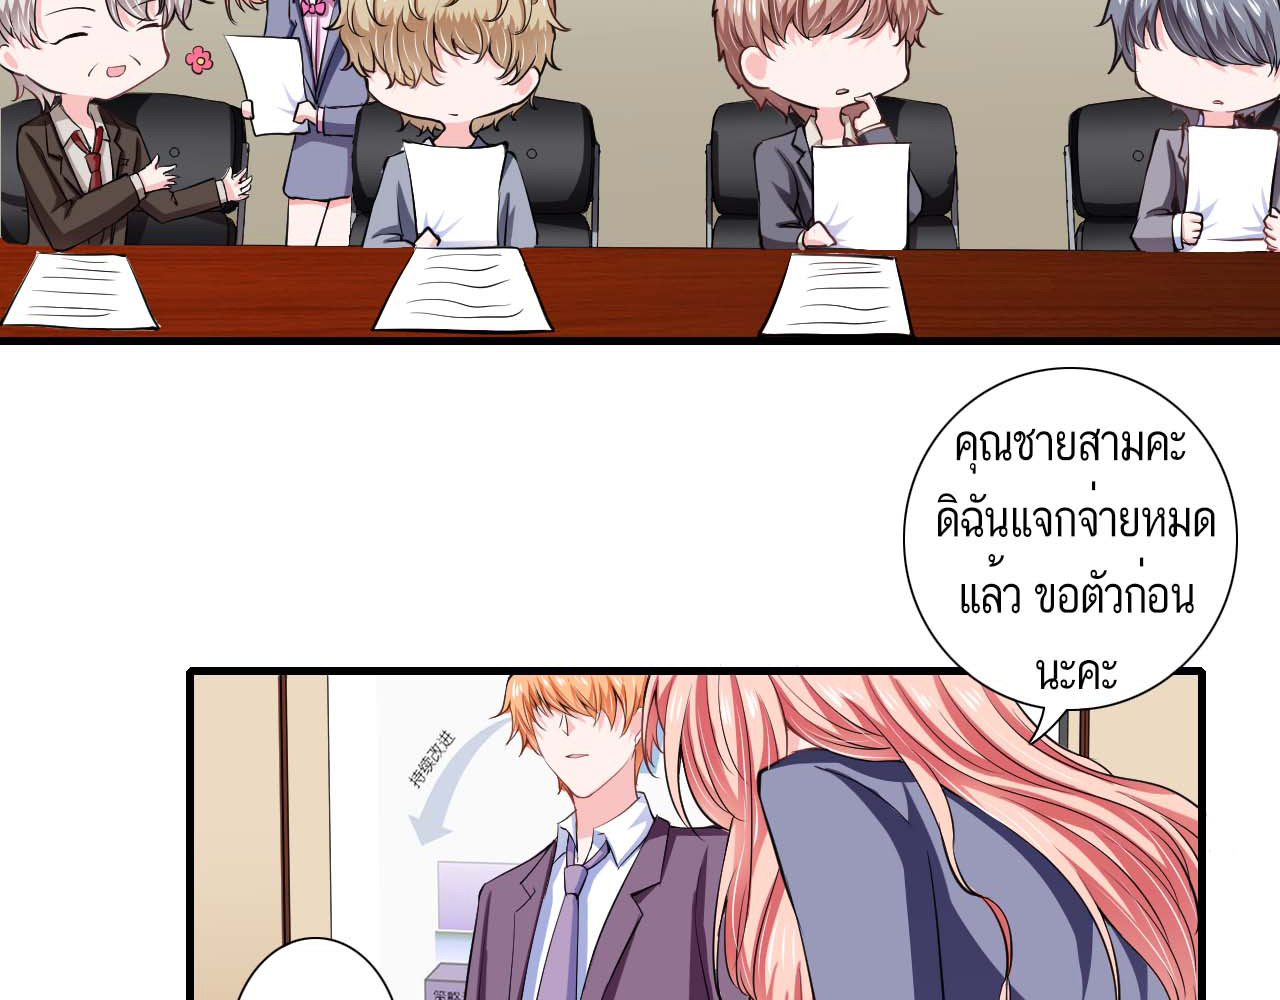 คุณชายสามคะ
ดิฉันแจกจ่ายหมด
แล้ว ขอตัวก่อน
นะคะ
持续改进